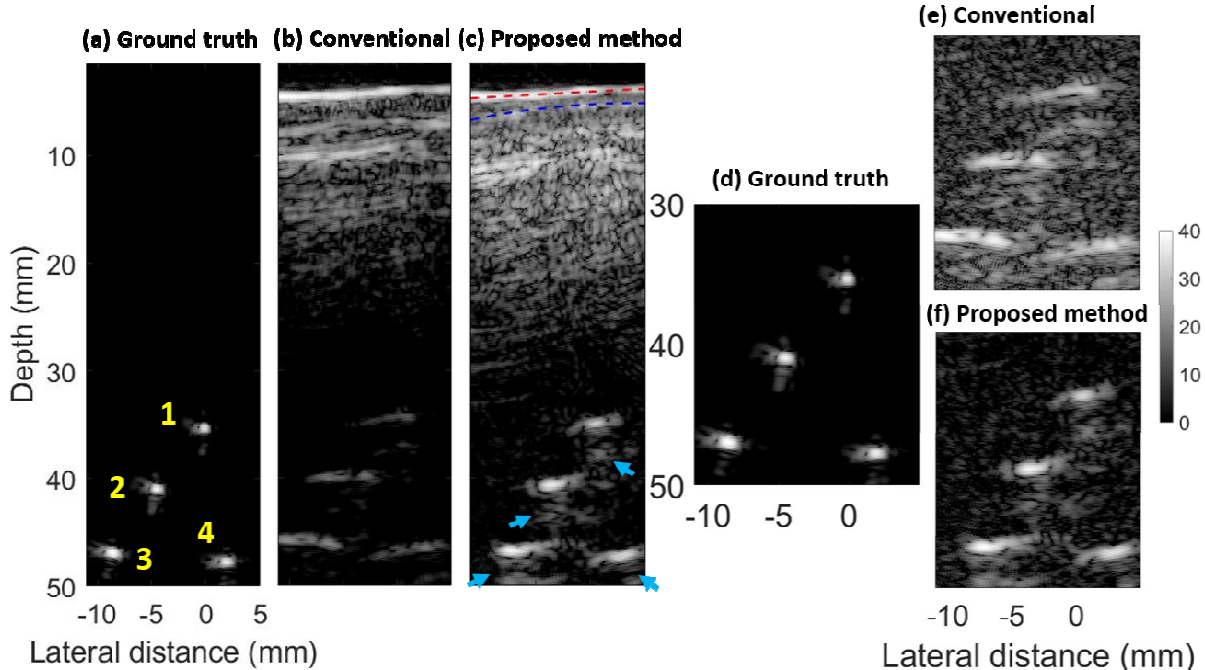 (a) Ground truth
(b) Conventional
(c) Proposed method
10
20
30
40
50
Depth (mm)
1
2
3
4
-10 -5 0 5
Lateral distance (mm)
(d) Ground truth
30
40
50
-10 -5 0
(e) Conventional
(f) Proposed method
40
30
20
10
0
-10 -5 0
Lateral distance (mm)